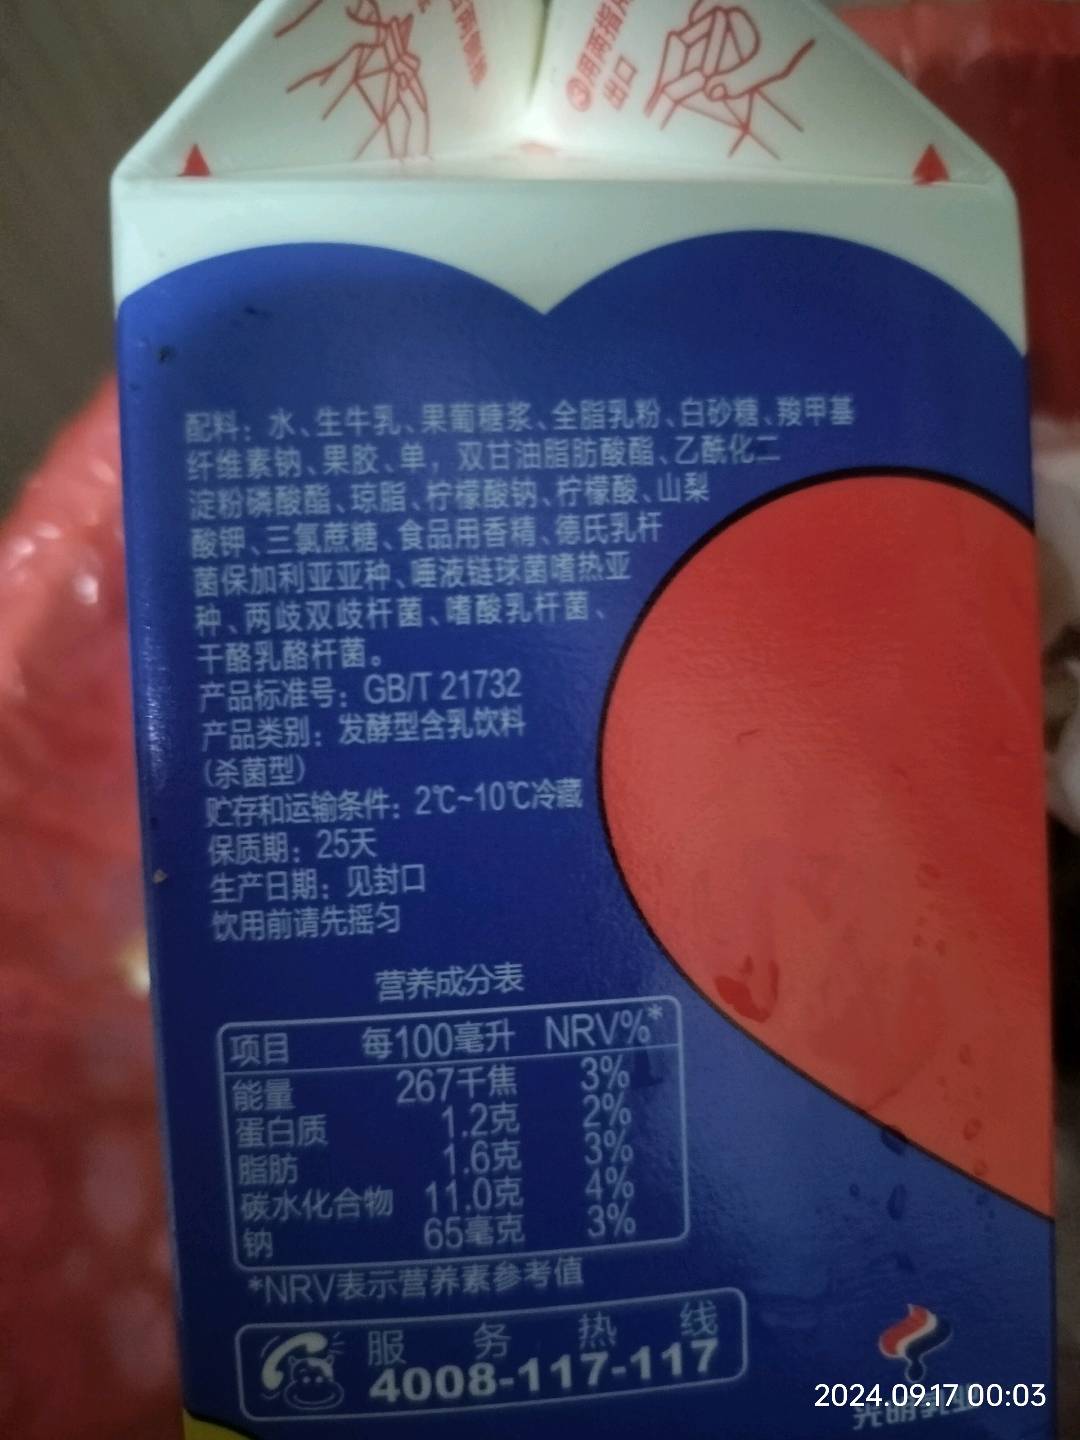 ③用两指
出口
配料：水、生牛乳、果葡糖浆、全脂乳粉、白砂糖、羧甲基
纤维素钠、果胶、单，双甘油脂肪酸酯、乙酰化二
淀粉磷酸酯、琼脂、柠檬酸钠、柠檬酸、山梨
酸钾、三氯蔗糖、食品用香精、德氏乳杆
菌保加利亚亚种、唾液链球菌嗜热亚
种、两歧双歧杆菌、嗜酸乳杆菌、
干酪乳酪杆菌。
产品标准号：GB/T 21732
产品类别：发酵型含乳饮料
(杀菌型)
贮存和运输条件：2℃~10℃冷藏
保质期：25天
生产日期：见封口
饮用前请先摇匀
营养成分表
项目 每100毫升 NRV%*
能量 267千焦 3%
蛋白质 1.2克 2%
脂肪 1.6克 3%
碳水化合物 11.0克 4%
钠 65毫克 3%
*NRV表示营养素参考值
服务热线
4008-117-117
光明乳业
2024.09.17 00:03